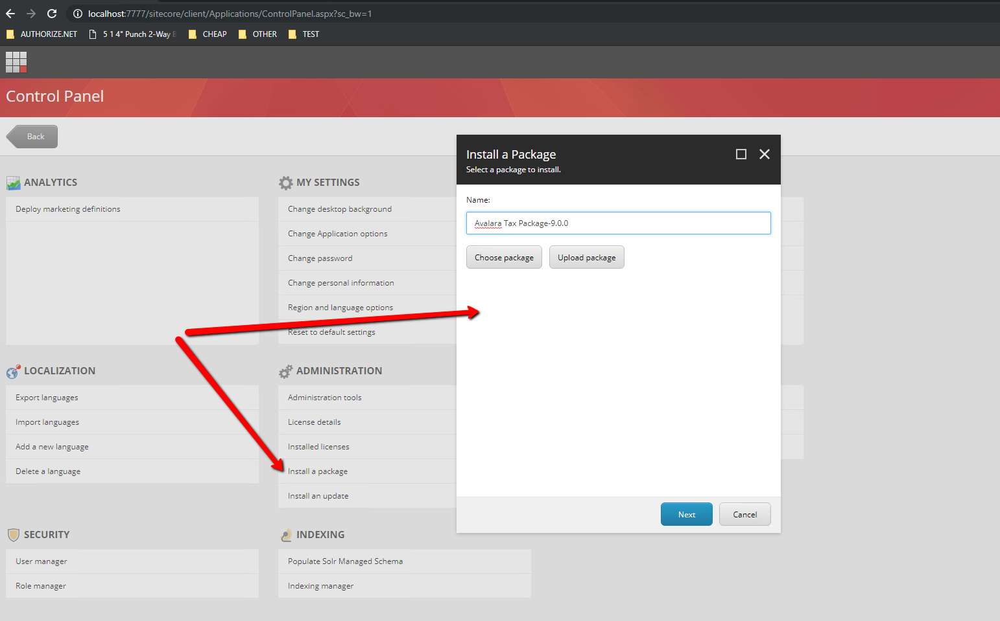 localhost:7777/sitecore/client/Applications/ControlPanel.aspx?sc_bw=1
AUTHORIZE.NET
5 1 4" Punch 2-Way
CHEAP
OTHER
TEST
Control Panel
Back
ANALYTICS
Deploy marketing definitions
MY SETTINGS
Change desktop background
Change Application options
Change password
Change personal information
Region and language options
Reset to default settings
LOCALIZATION
Export languages
Import languages
Add a new language
Delete a language
ADMINISTRATION
Administration tools
License details
Installed licenses
Install a package
Install an update
SECURITY
User manager
Role manager
INDEXING
Populate Solr Managed Schema
Indexing manager
Install a Package
Select a package to install.
Name:
Avalara Tax Package-9.0.0
Choose package
Upload package
Next
Cancel